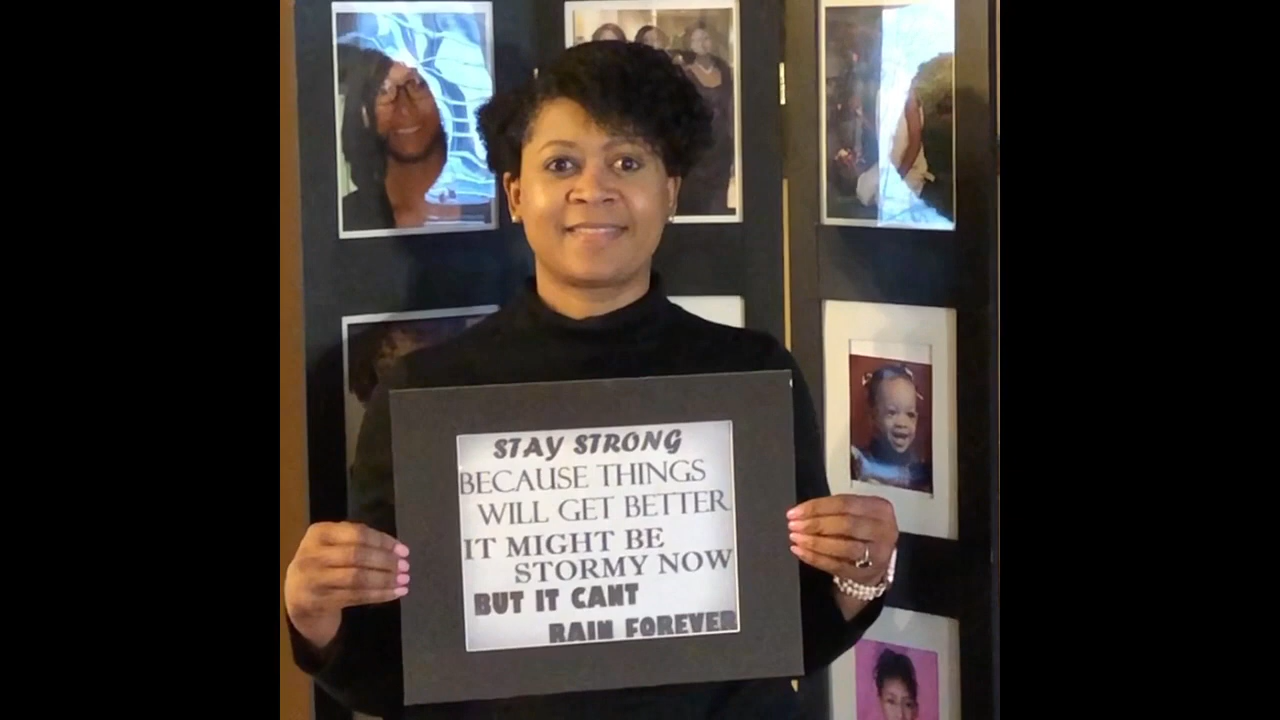 STAY STRONG
BECAUSE THINGS
WILL GET BETTER
IT MIGHT BE
STORMY NOW
BUT IT CANT
RAIN FOREVER